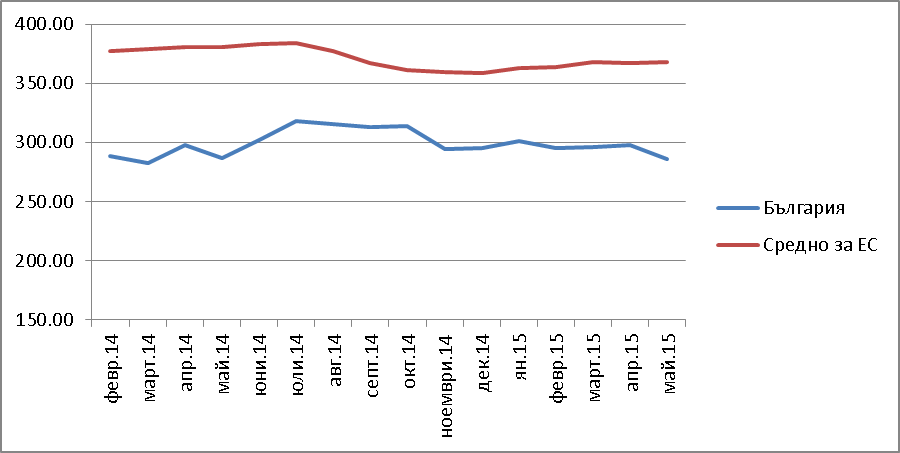 400.00
350.00
300.00
250.00
200.00
150.00
февр.14
март.14
апр.14
май.14
юни.14
юли.14
авг.14
септ.14
окт.14
ноември.14
дек.14
ян.15
февр.15
март.15
апр.15
май.15
България
Средно за ЕС